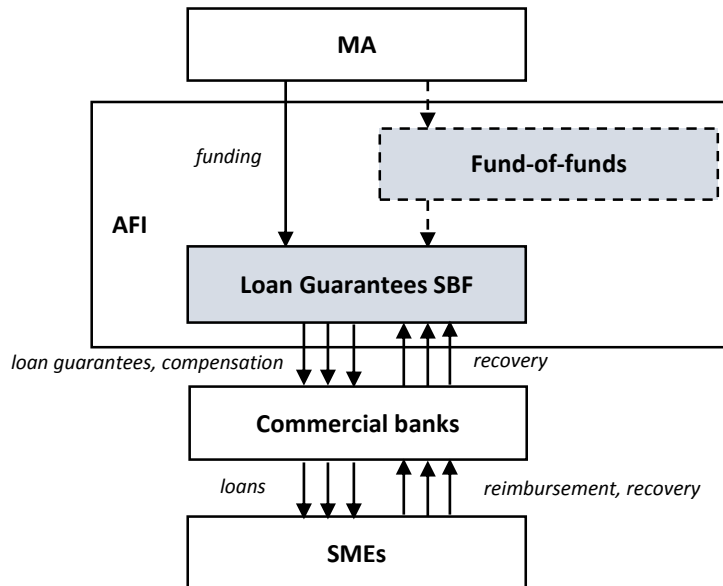 MA
funding
Fund-of-funds
AFI
Loan Guarantees SBF
loan guarantees, compensation
recovery
Commercial banks
loans
reimbursement, recovery
SMEs